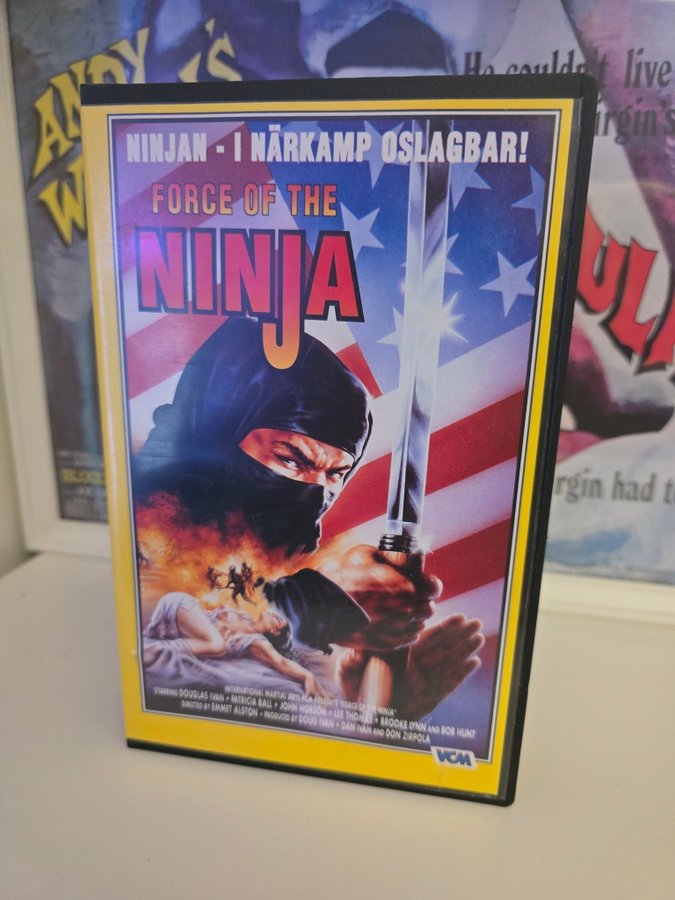 NINJAN - I NÄRKAMP OSLAGBAR!
FORCE OF THE
NINJA
INTERNATIONAL MARTIAL ARTS FILM PRESENTS "FORCE OF THE NINJA"
STARRING DOUGLAS IVAN • PATRICIA BALL • JOHN HOBSON • LEE THOMAS • BROOKE LYNN AND BOB HUNT
DIRECTED BY EMMET ALSTON • PRODUCED BY DOUG IVAN • DAN IVAN AND DON ZIRPOLA
VCM
ANDY
He couldn't live
irgin's
rgin had t